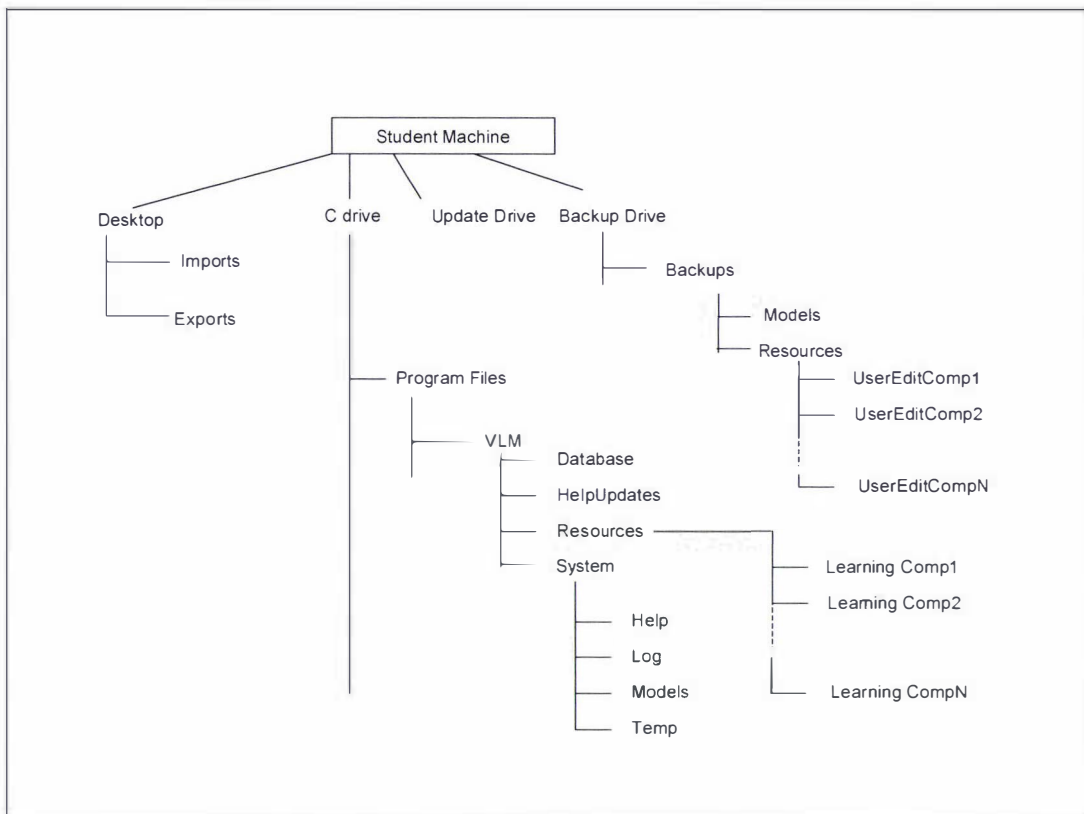 Student Machine
Desktop
C drive
Update Drive
Backup Drive
Imports
Exports
Backups
Models
Resources
UserEditComp1
UserEditComp2
UserEditCompN
Program Files
VLM
Database
HelpUpdates
Resources
System
Learning Comp1
Learning Comp2
Learning CompN
Help
Log
Models
Temp